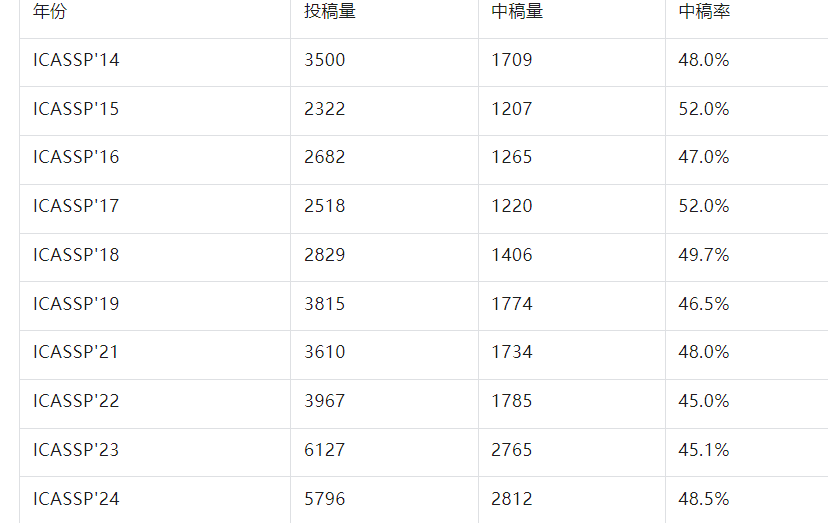 年份 投稿量 中稿量 中稿率
ICASSP'14 3500 1709 48.0%
ICASSP'15 2322 1207 52.0%
ICASSP'16 2682 1265 47.0%
ICASSP'17 2518 1220 52.0%
ICASSP'18 2829 1406 49.7%
ICASSP'19 3815 1774 46.5%
ICASSP'21 3610 1734 48.0%
ICASSP'22 3967 1785 45.0%
ICASSP'23 6127 2765 45.1%
ICASSP'24 5796 2812 48.5%